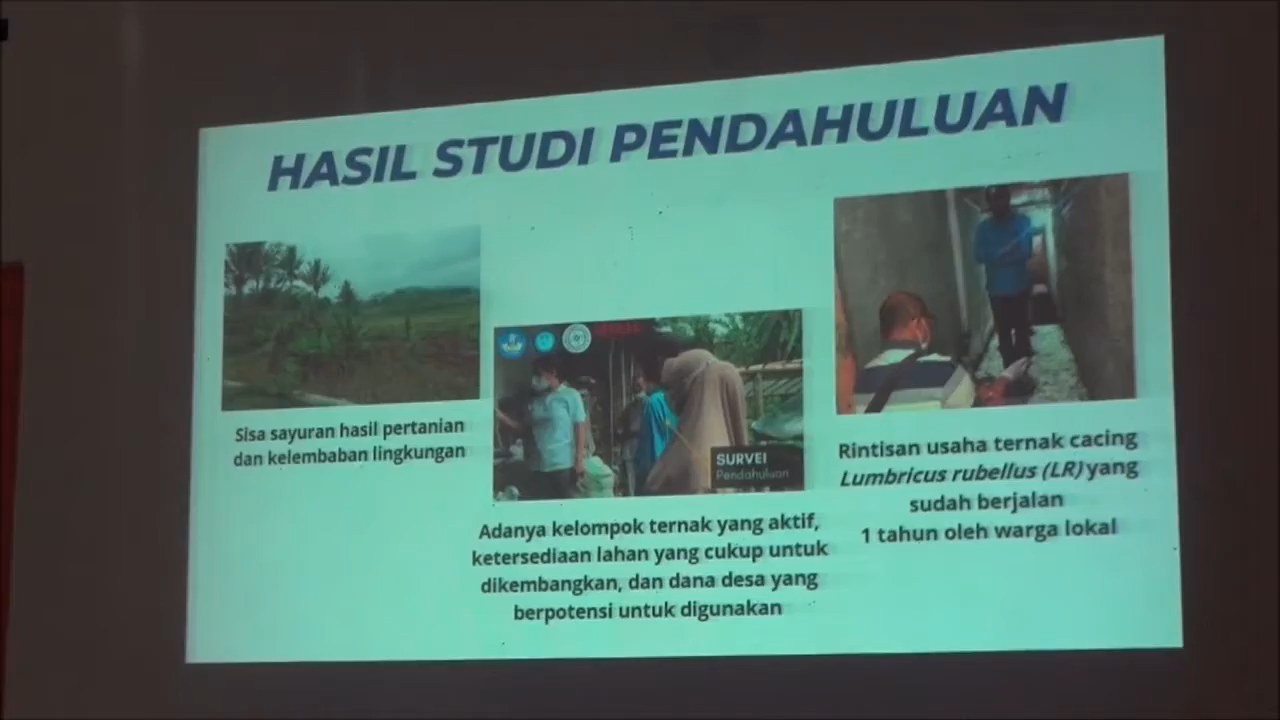 HASIL STUDI PENDAHULUAN
Sisa sayuran hasil pertanian
dan kelembaban lingkungan
SURVEI
Pendahuluan
Adanya kelompok ternak yang aktif,
ketersediaan lahan yang cukup untuk
dikembangkan, dan dana desa yang
berpotensi untuk digunakan
Rintisan usaha ternak cacing
Lumbricus rubellus (LR) yang
sudah berjalan
1 tahun oleh warga lokal